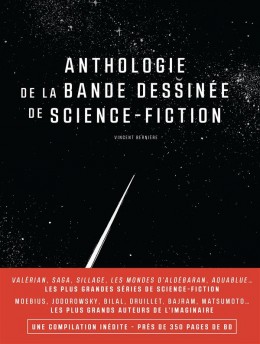 ANTHOLOGIE
DE LA BANDE DESSINÉE
DE SCIENCE-FICTION
VINCENT BERNIÈRE
VALÉRIAN, SAGA, SILLAGE, LES MONDES D'ALDÉBARAN, AQUABLUE...
LES PLUS GRANDES SÉRIES DE SCIENCE-FICTION
MOEBIUS, JODOROWSKY, BILAL, DRUILLET, BAJRAM, MATSUMOTO...
LES PLUS GRANDS AUTEURS DE L'IMAGINAIRE
UNE COMPILATION INÉDITE - PRÈS DE 350 PAGES DE BD